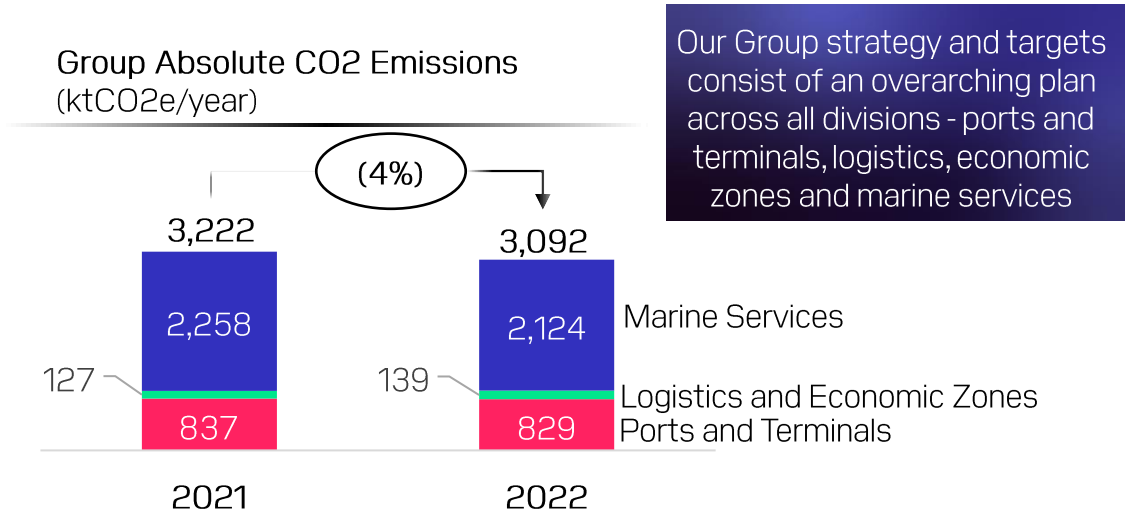 Group Absolute CO2 Emissions
(ktCO2e/year)
Our Group strategy and targets
consist of an overarching plan
across all divisions - ports and
terminals, logistics, economic
zones and marine services
(4%)
3,222
3,092
2,258
2,124
Marine Services
127
139
Logistics and Economic Zones
837
829
Ports and Terminals
2021
2022